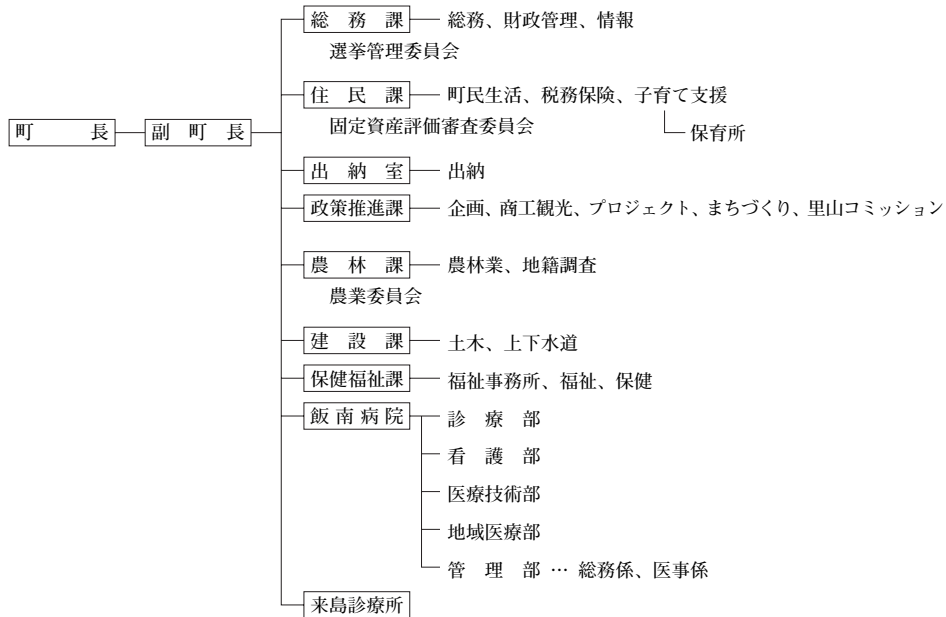 総務課 総務、財政管理、情報
選挙管理委員会
住民課 町民生活、税務保険、子育て支援
固定資産評価審査委員会
保育所
町長 副町長
出納室 出納
政策推進課 企画、商工観光、プロジェクト、まちづくり、里山コミッション
農林課 農林業、地籍調査
農業委員会
建設課 土木、上下水道
保健福祉課 福祉事務所、福祉、保健
飯南病院 診療部
看護部
医療技術部
地域医療部
管理部 … 総務係、医事係
来島診療所